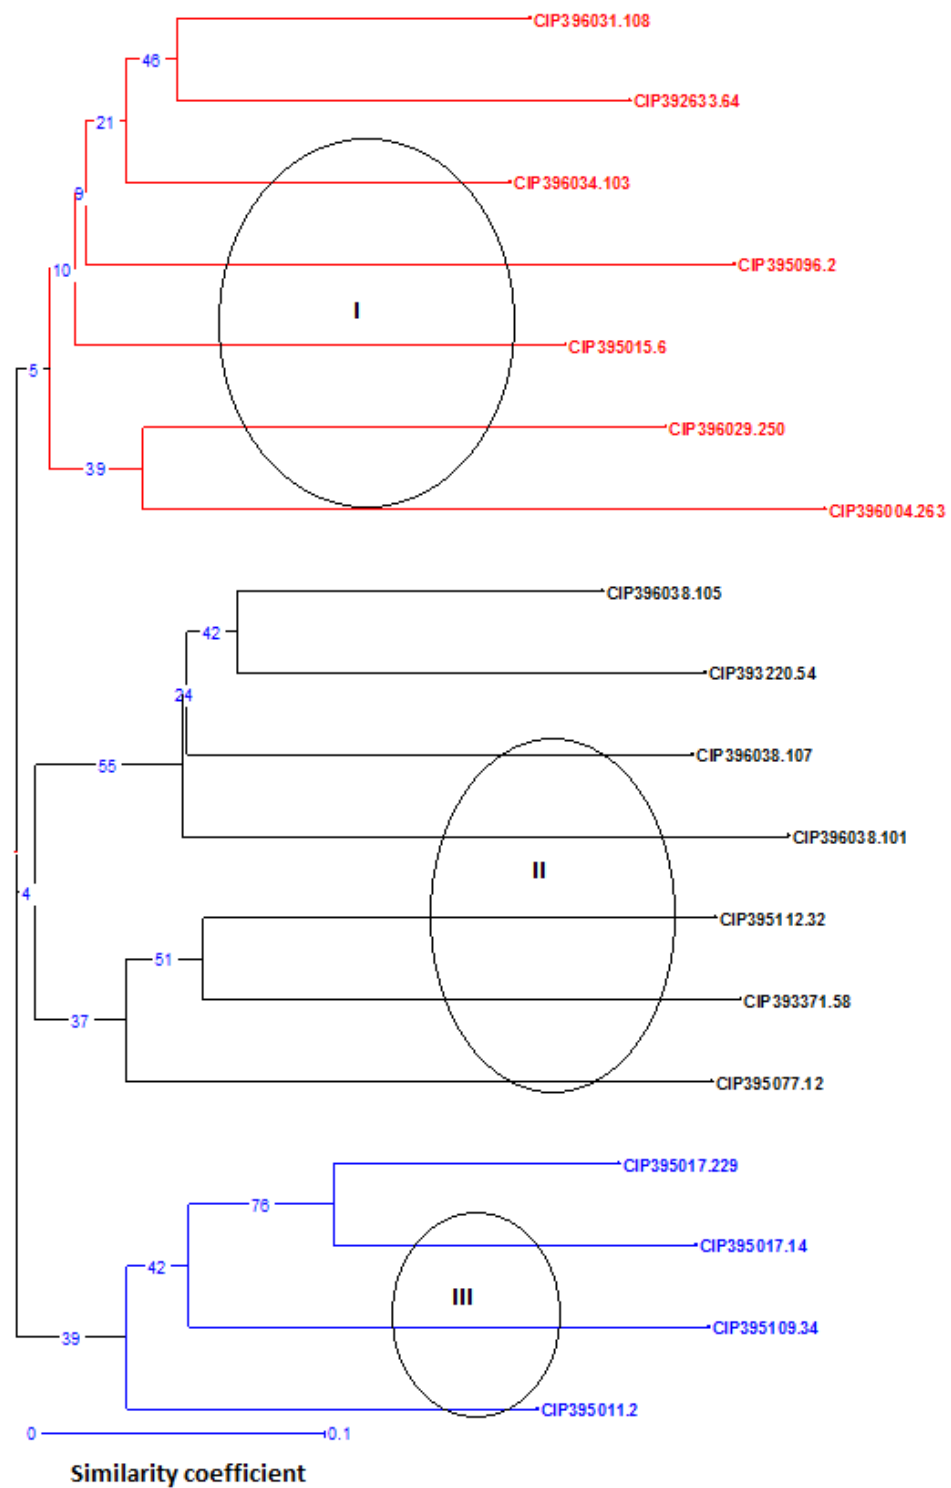 CIP396031.108
46
CIP392633.64
21
CIP396034.103
9
CIP395096.2
10
I
CIP395015.6
5
CIP396029.250
39
CIP396004.263
CIP396038.105
42
CIP393220.54
24
CIP396038.107
55
CIP396038.101
II
4
CIP395112.32
51
CIP393371.58
37
CIP395077.12
CIP395017.229
76
CIP395017.14
42
III
CIP395109.34
39
CIP395011.2
0 0.1
Similarity coefficient